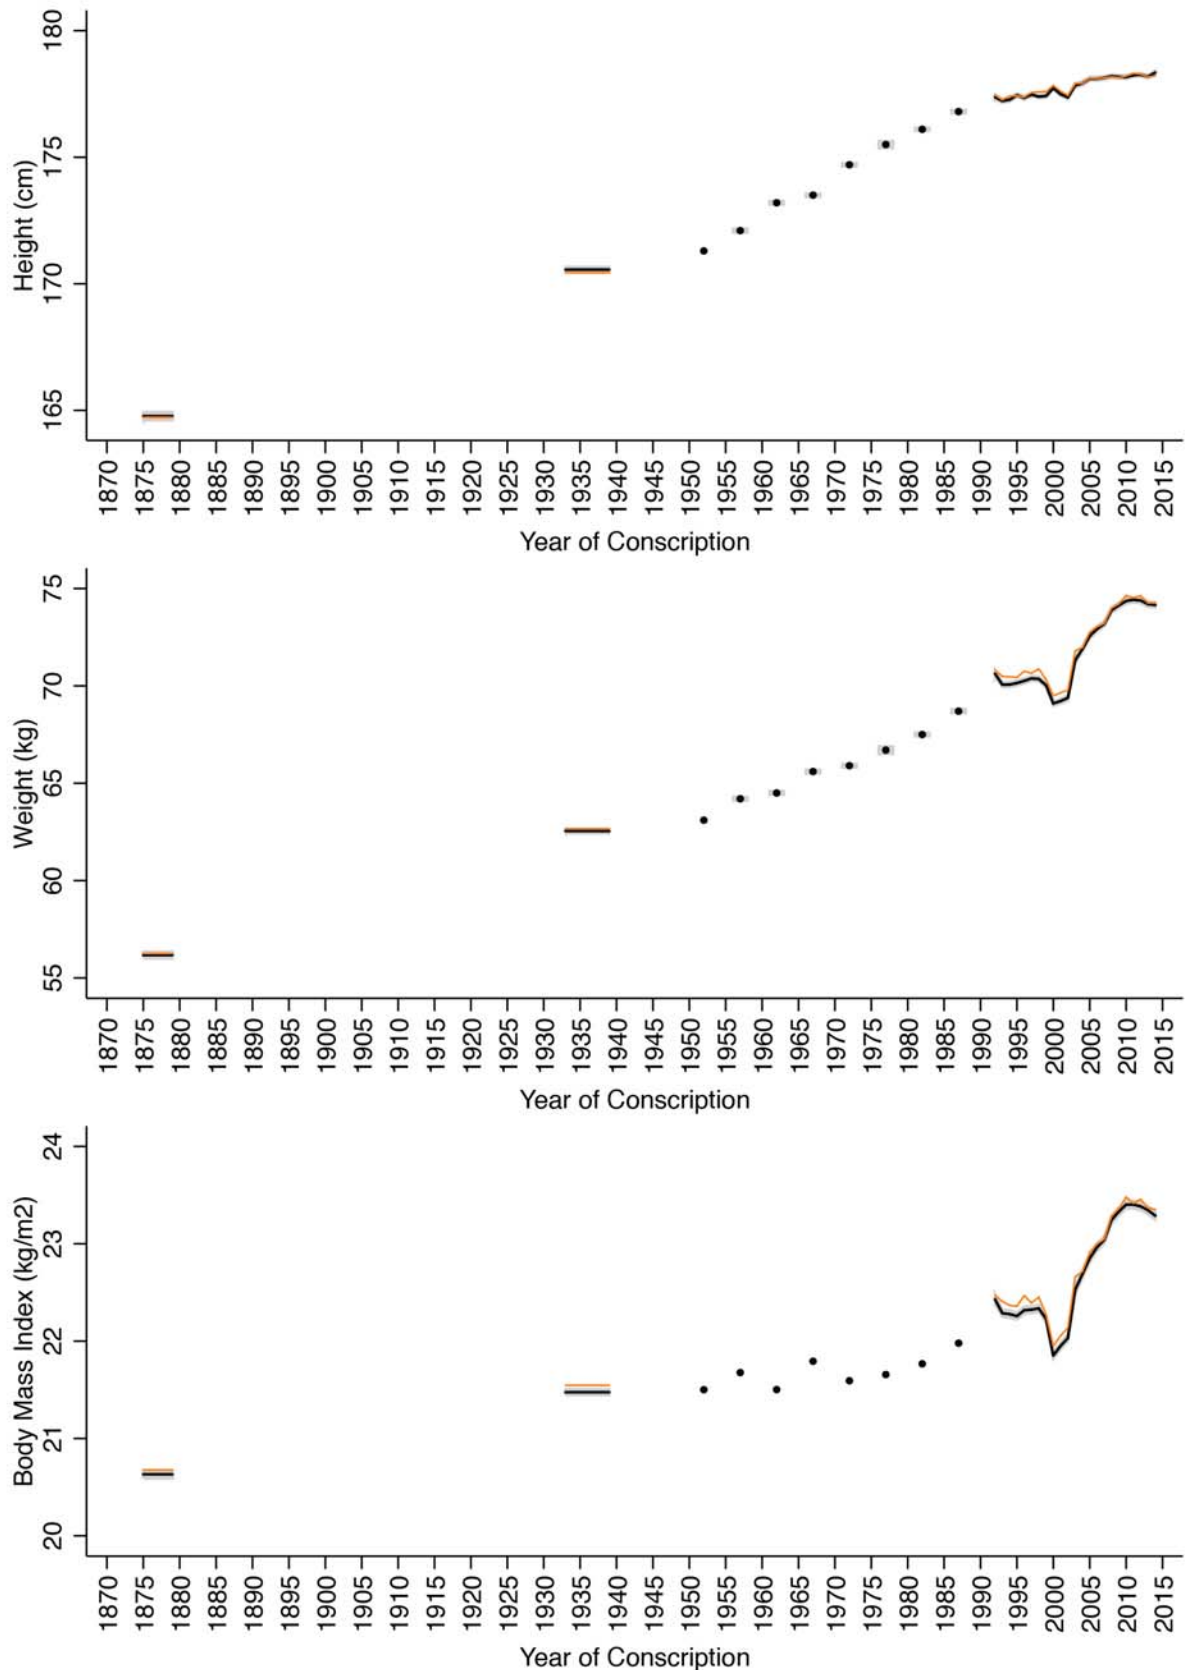 Height (cm)
180
175
170
165
1870 1875 1880 1885 1890 1895 1900 1905 1910 1915 1920 1925 1930 1935 1940 1945 1950 1955 1960 1965 1970 1975 1980 1985 1990 1995 2000 2005 2010 2015
Year of Conscription
Weight (kg)
75
70
65
60
55
1870 1875 1880 1885 1890 1895 1900 1905 1910 1915 1920 1925 1930 1935 1940 1945 1950 1955 1960 1965 1970 1975 1980 1985 1990 1995 2000 2005 2010 2015
Year of Conscription
Body Mass Index (kg/m2)
24
23
22
21
20
1870 1875 1880 1885 1890 1895 1900 1905 1910 1915 1920 1925 1930 1935 1940 1945 1950 1955 1960 1965 1970 1975 1980 1985 1990 1995 2000 2005 2010 2015
Year of Conscription